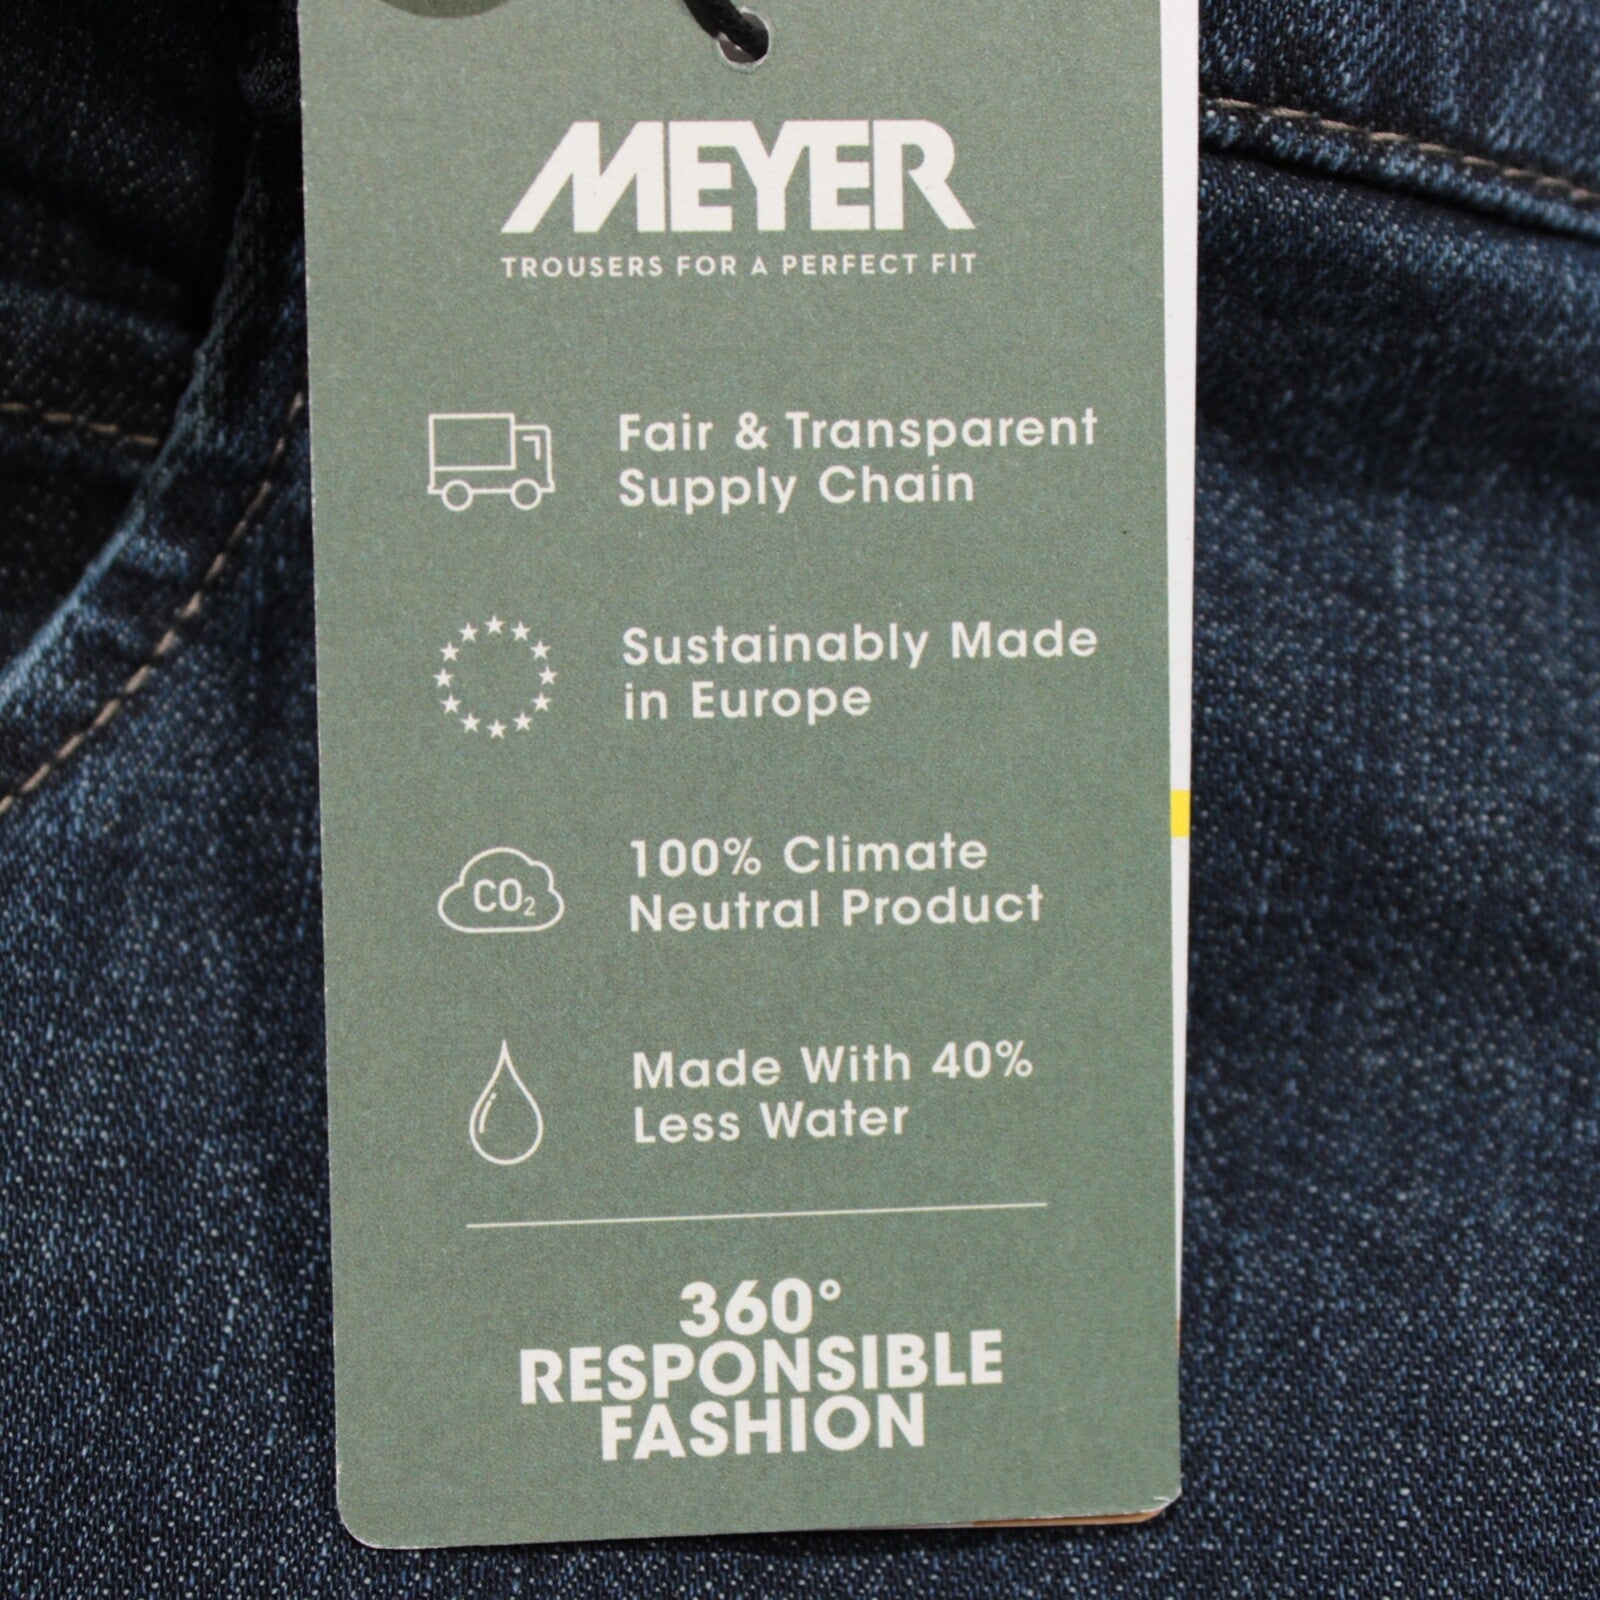 MEYER
TROUSERS FOR A PERFECT FIT
Fair & Transparent
Supply Chain
Sustainably Made
in Europe
CO₂
100% Climate
Neutral Product
Made With 40%
Less Water
360°
RESPONSIBLE
FASHION